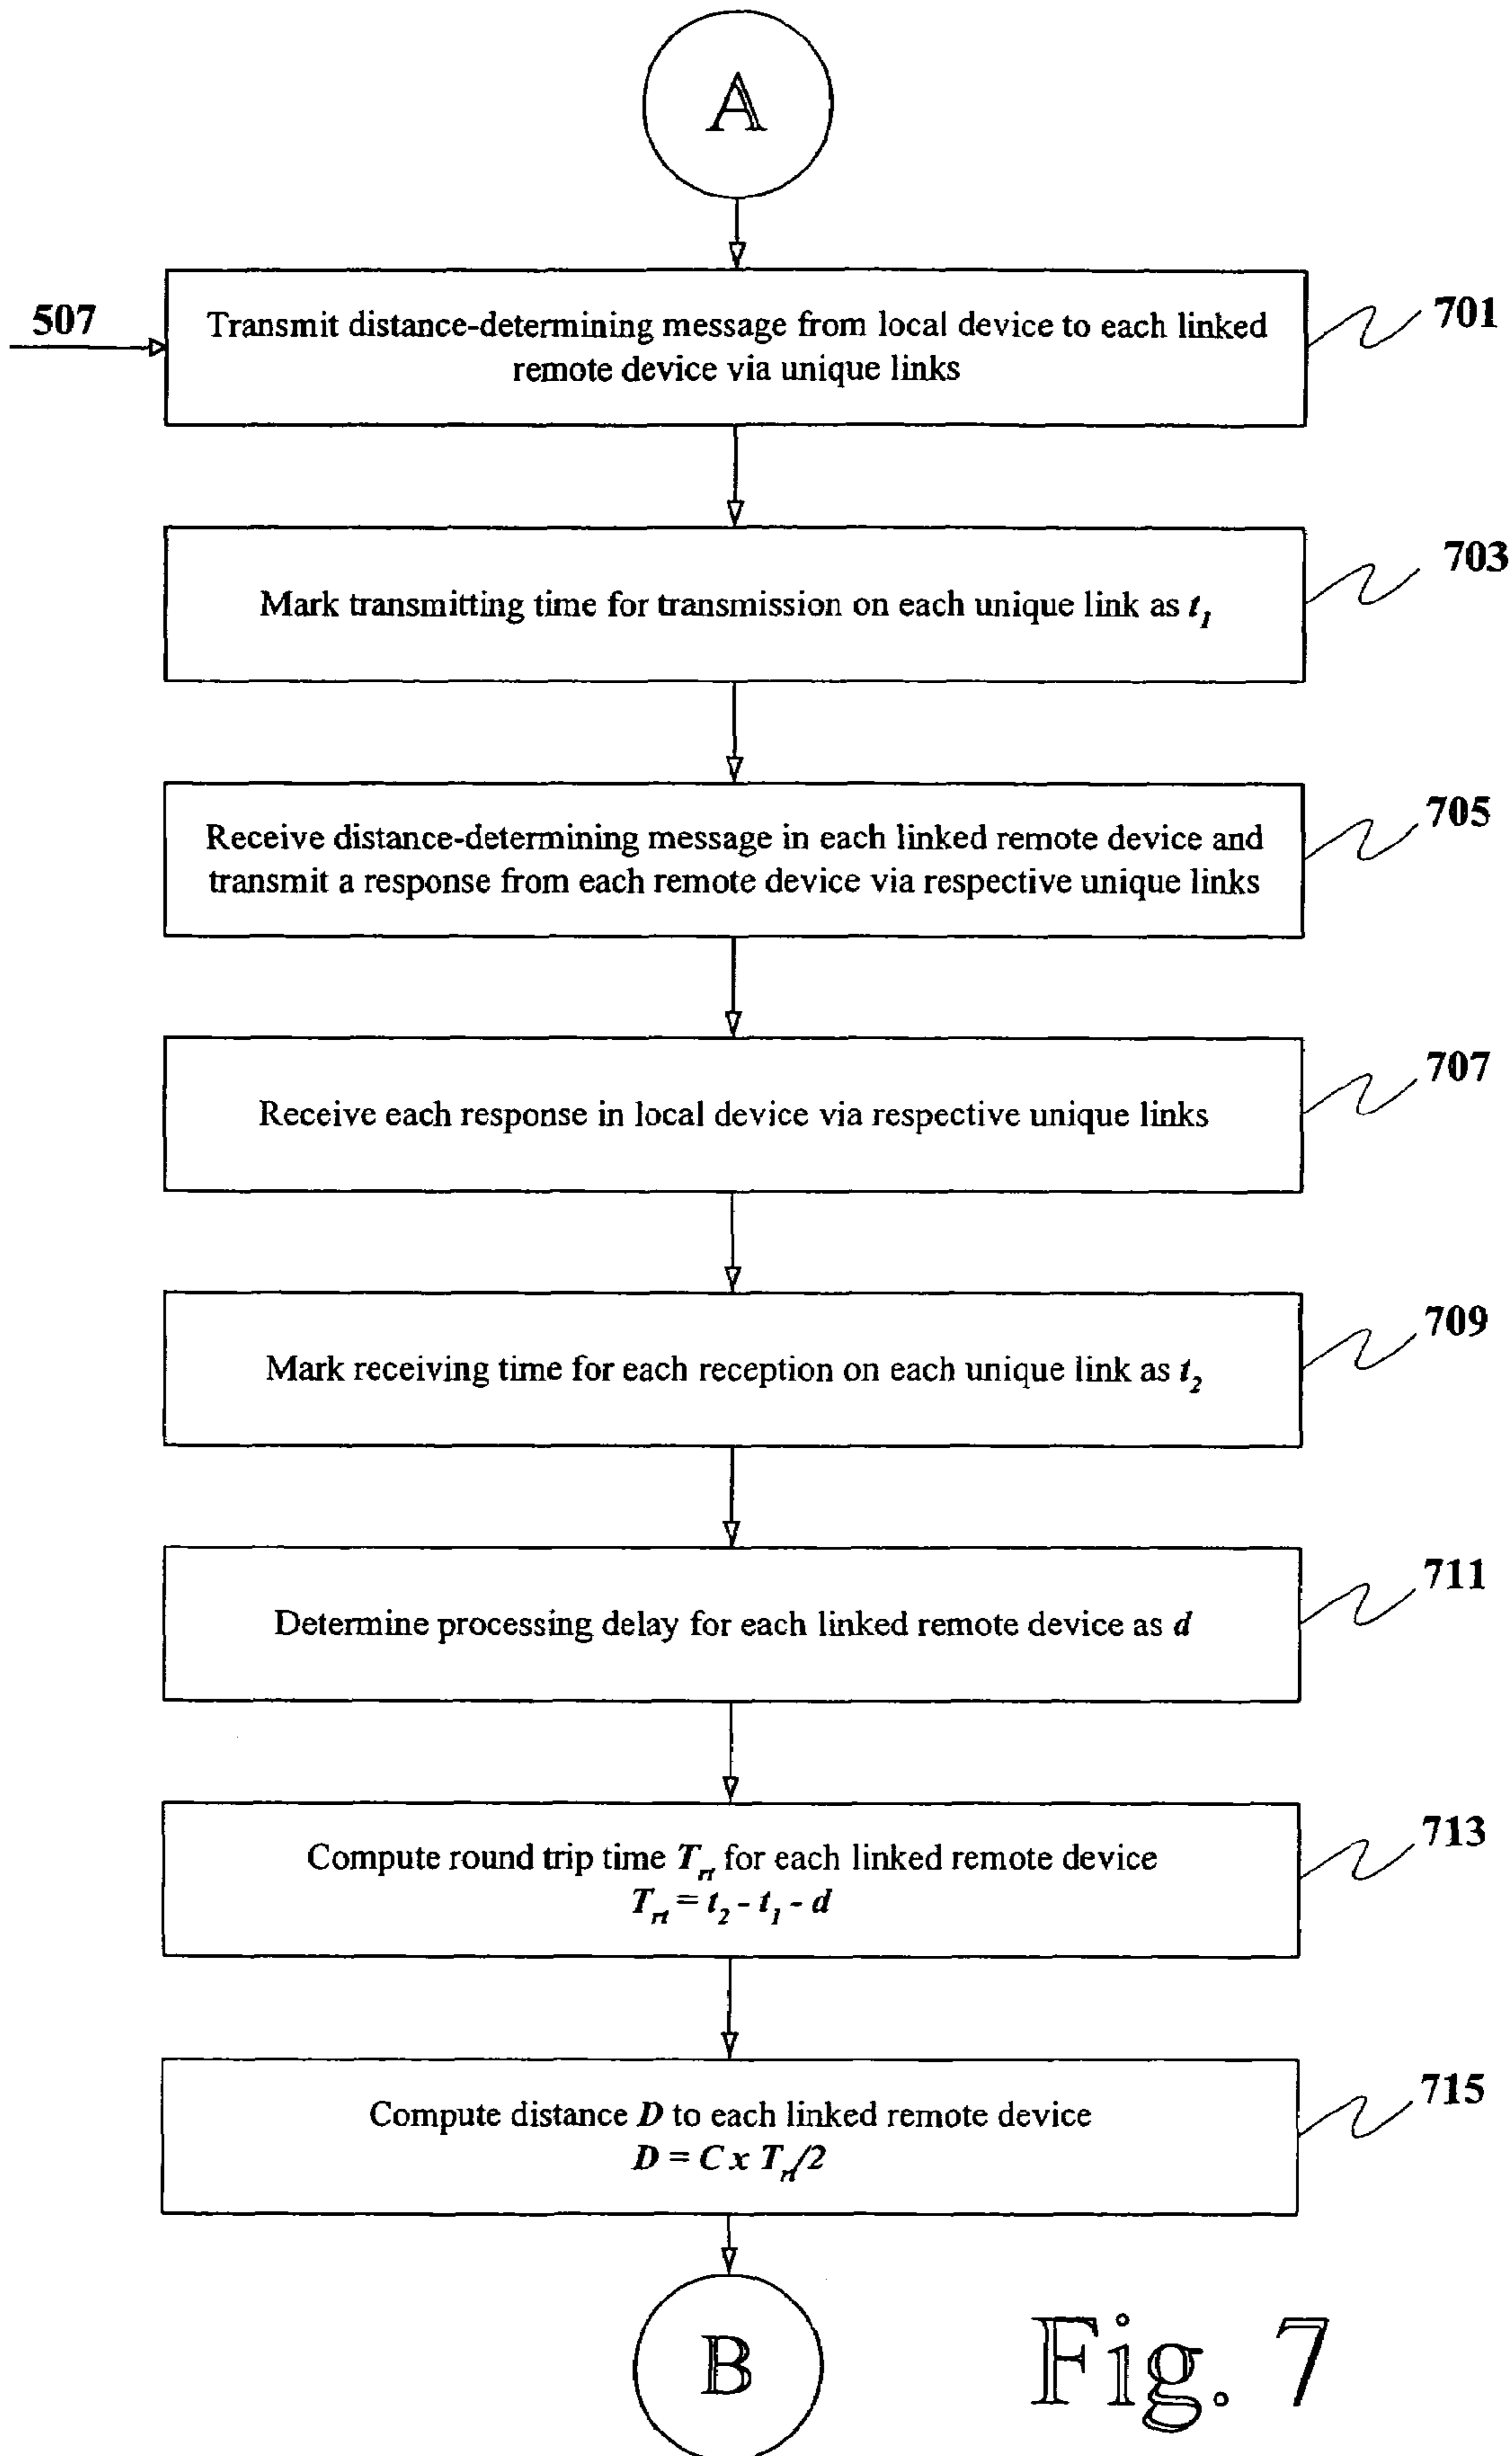 A
507
Transmit distance-determining message from local device to each linked
remote device via unique links
701
Mark transmitting time for transmission on each unique link as t1
703
Receive distance-determining message in each linked remote device and
transmit a response from each remote device via respective unique links
705
Receive each response in local device via respective unique links
707
Mark receiving time for each reception on each unique link as t2
709
Determine processing delay for each linked remote device as d
711
Compute round trip time Trt for each linked remote device
Trt = t2 - t1 - d
713
Compute distance D to each linked remote device
D = C x Trt/2
715
B
Fig. 7